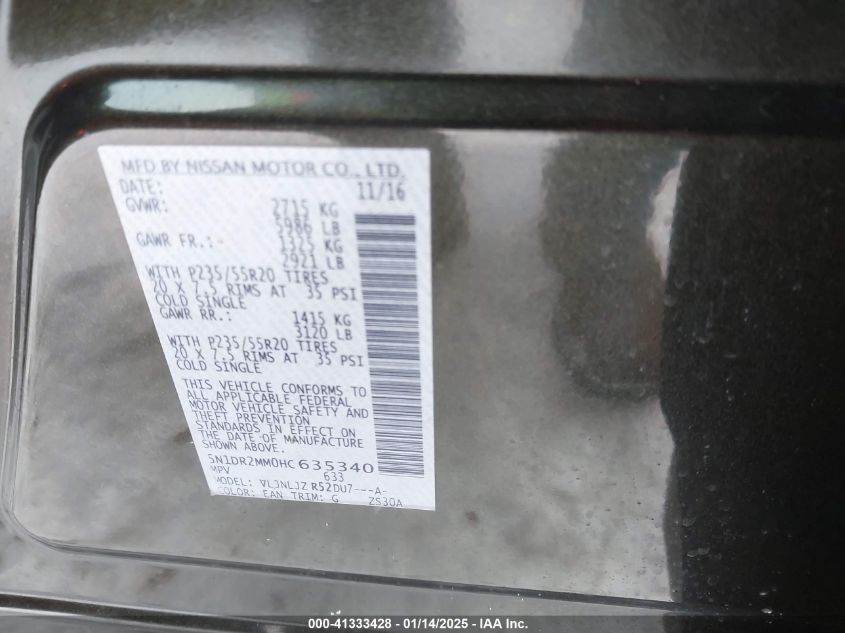 MFD BY NISSAN MOTOR CO., LTD.
DATE: 11/16
GVWR: 2715 KG
5986 LB
GAWR FR.: 1325 KG
2921 LB
WITH P235/55R20 TIRES
20 X 7.5 RIMS AT 35 PSI
COLD SINGLE
GAWR RR.: 1415 KG
3120 LB
WITH P235/55R20 TIRES
20 X 7.5 RIMS AT 35 PSI
COLD SINGLE
THIS VEHICLE CONFORMS TO
ALL APPLICABLE FEDERAL
MOTOR VEHICLE SAFETY AND
THEFT PREVENTION
STANDARDS IN EFFECT ON
THE DATE OF MANUFACTURE
SHOWN ABOVE.
5N1DR2MM0HC 635340
MPV 633
MODEL: VLJNLJZ R52DU7---A-
COLOR: EAN TRIM: G ZS30A
000-41333428 - 01/14/2025 - IAA Inc.